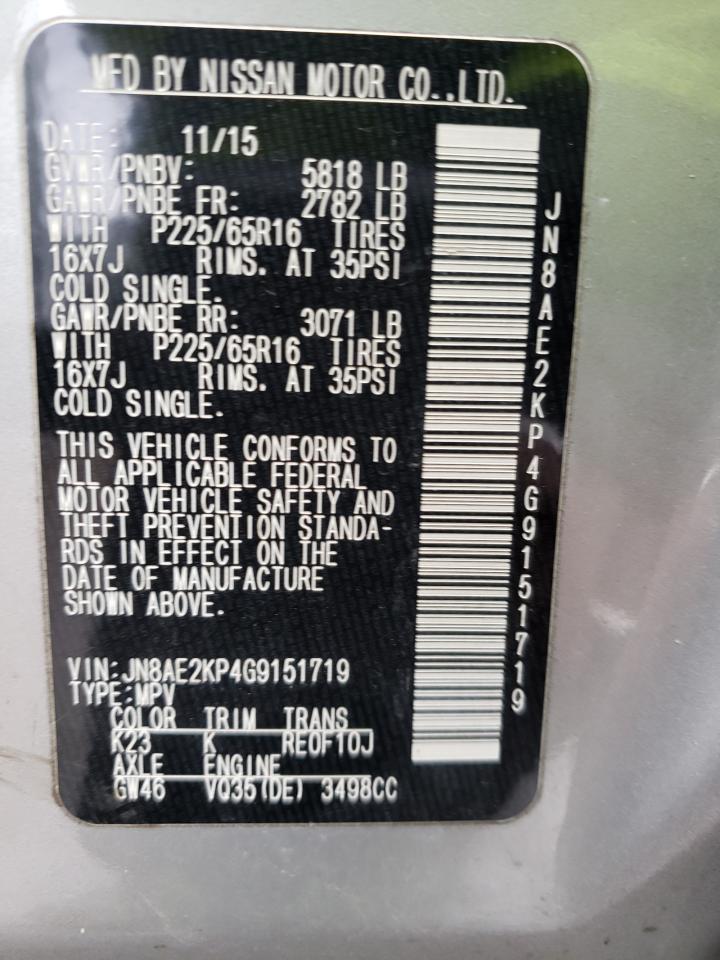 MFD BY NISSAN MOTOR CO.,LTD.
DATE: 11/15
GVWR/PNBV: 5818 LB
GAWR/PNBE FR: 2782 LB
WITH P225/65R16 TIRES
16X7J RIMS. AT 35PSI
COLD SINGLE.
GAWR/PNBE RR: 3071 LB
WITH P225/65R16 TIRES
16X7J RIMS. AT 35PSI
COLD SINGLE.
THIS VEHICLE CONFORMS TO
ALL APPLICABLE FEDERAL
MOTOR VEHICLE SAFETY AND
THEFT PREVENTION STANDA-
RDS IN EFFECT ON THE
DATE OF MANUFACTURE
SHOWN ABOVE.
VIN:JN8AE2KP4G9151719
TYPE:MPV
COLOR TRIM TRANS
K23 K RE0F10J
AXLE ENGINE
GW46 VQ35(DE) 3498CC
JN8AE2KP4G9151719